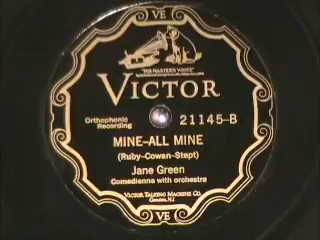 VE
"HIS MASTER'S VOICE"
VICTOR
Orthophonic
Recording
21145-B
MINE-ALL MINE
(Ruby-Cowan-Stept)
Jane Green
Comedienne with orchestra
VICTOR TALKING MACHINE CO.
Camden, N.J.
VE